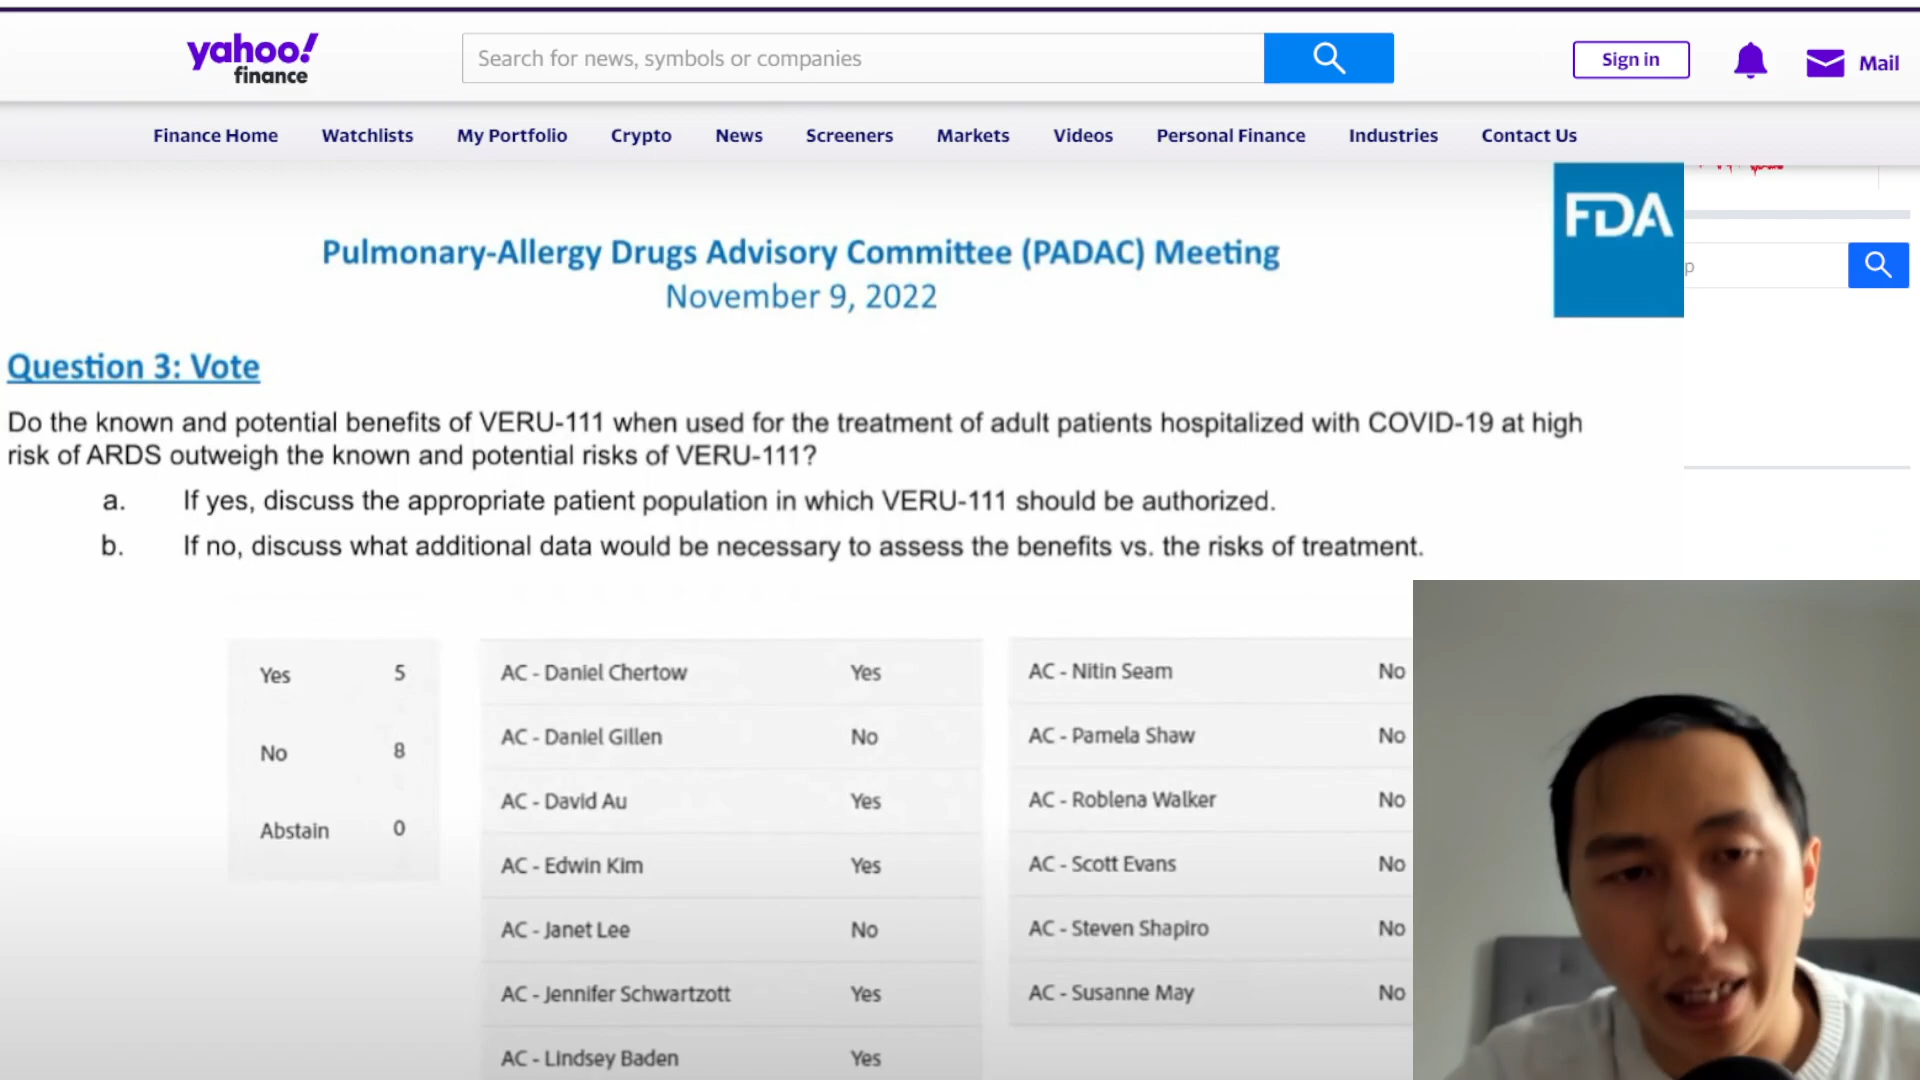 yahoo!
finance
Search for news, symbols or companies
Sign in
Mail
Finance Home Watchlists My Portfolio Crypto News Screeners Markets Videos Personal Finance Industries Contact Us
FDA
p
Pulmonary-Allergy Drugs Advisory Committee (PADAC) Meeting
November 9, 2022
Question 3: Vote
Do the known and potential benefits of VERU-111 when used for the treatment of adult patients hospitalized with COVID-19 at high
risk of ARDS outweigh the known and potential risks of VERU-111?
a. If yes, discuss the appropriate patient population in which VERU-111 should be authorized.
b. If no, discuss what additional data would be necessary to assess the benefits vs. the risks of treatment.
Yes 5
No 8
Abstain 0
AC - Daniel Chertow Yes
AC - Daniel Gillen No
AC - David Au Yes
AC - Edwin Kim Yes
AC - Janet Lee No
AC - Jennifer Schwartzott Yes
AC - Lindsey Baden Yes
AC - Nitin Seam No
AC - Pamela Shaw No
AC - Roblena Walker No
AC - Scott Evans No
AC - Steven Shapiro No
AC - Susanne May No